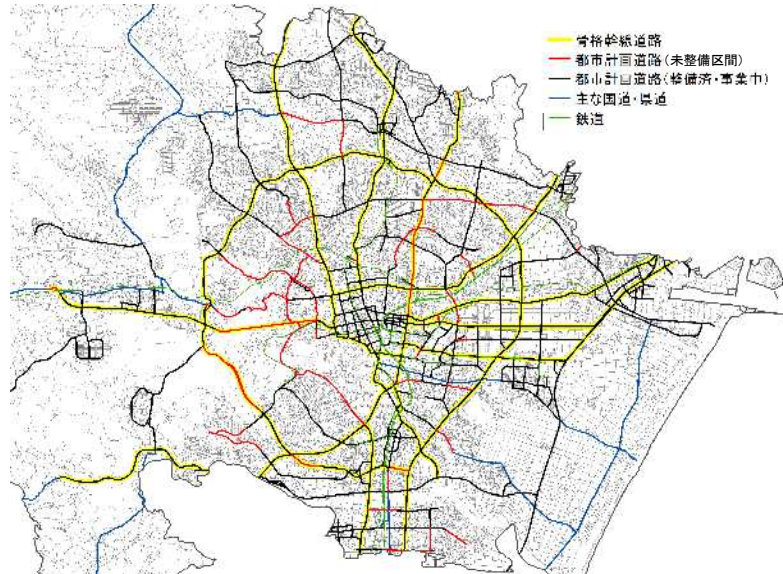 骨格幹線道路
都市計画道路(未整備区間)
都市計画道路(整備済・事業中)
主な国道・県道
鉄道